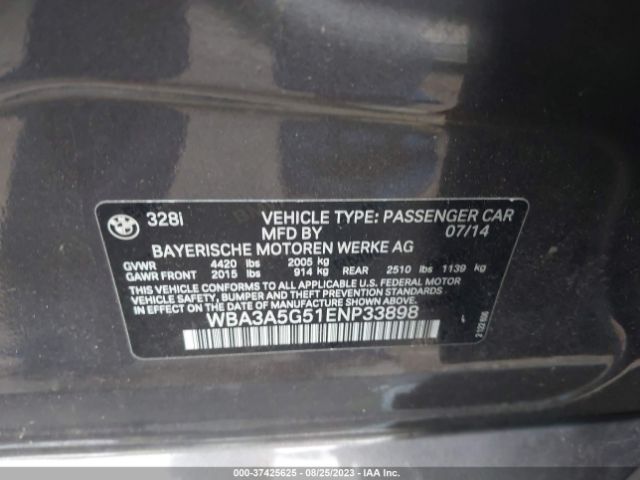 328i VEHICLE TYPE: PASSENGER CAR
MFD BY 07/14
BAYERISCHE MOTOREN WERKE AG
GVWR 4420 lbs 2005 kg
GAWR FRONT 2015 lbs 914 kg REAR 2510 lbs 1139 kg
THIS VEHICLE CONFORMS TO ALL APPLICABLE U.S. FEDERAL MOTOR
VEHICLE SAFETY, BUMPER AND THEFT PREVENTION STANDARDS IN
EFFECT ON THE DATE OF MANUFACTURE SHOWN ABOVE.
WBA3A5G51ENP33898
000-37425625 - 08/25/2023 - IAA Inc. - Copyright